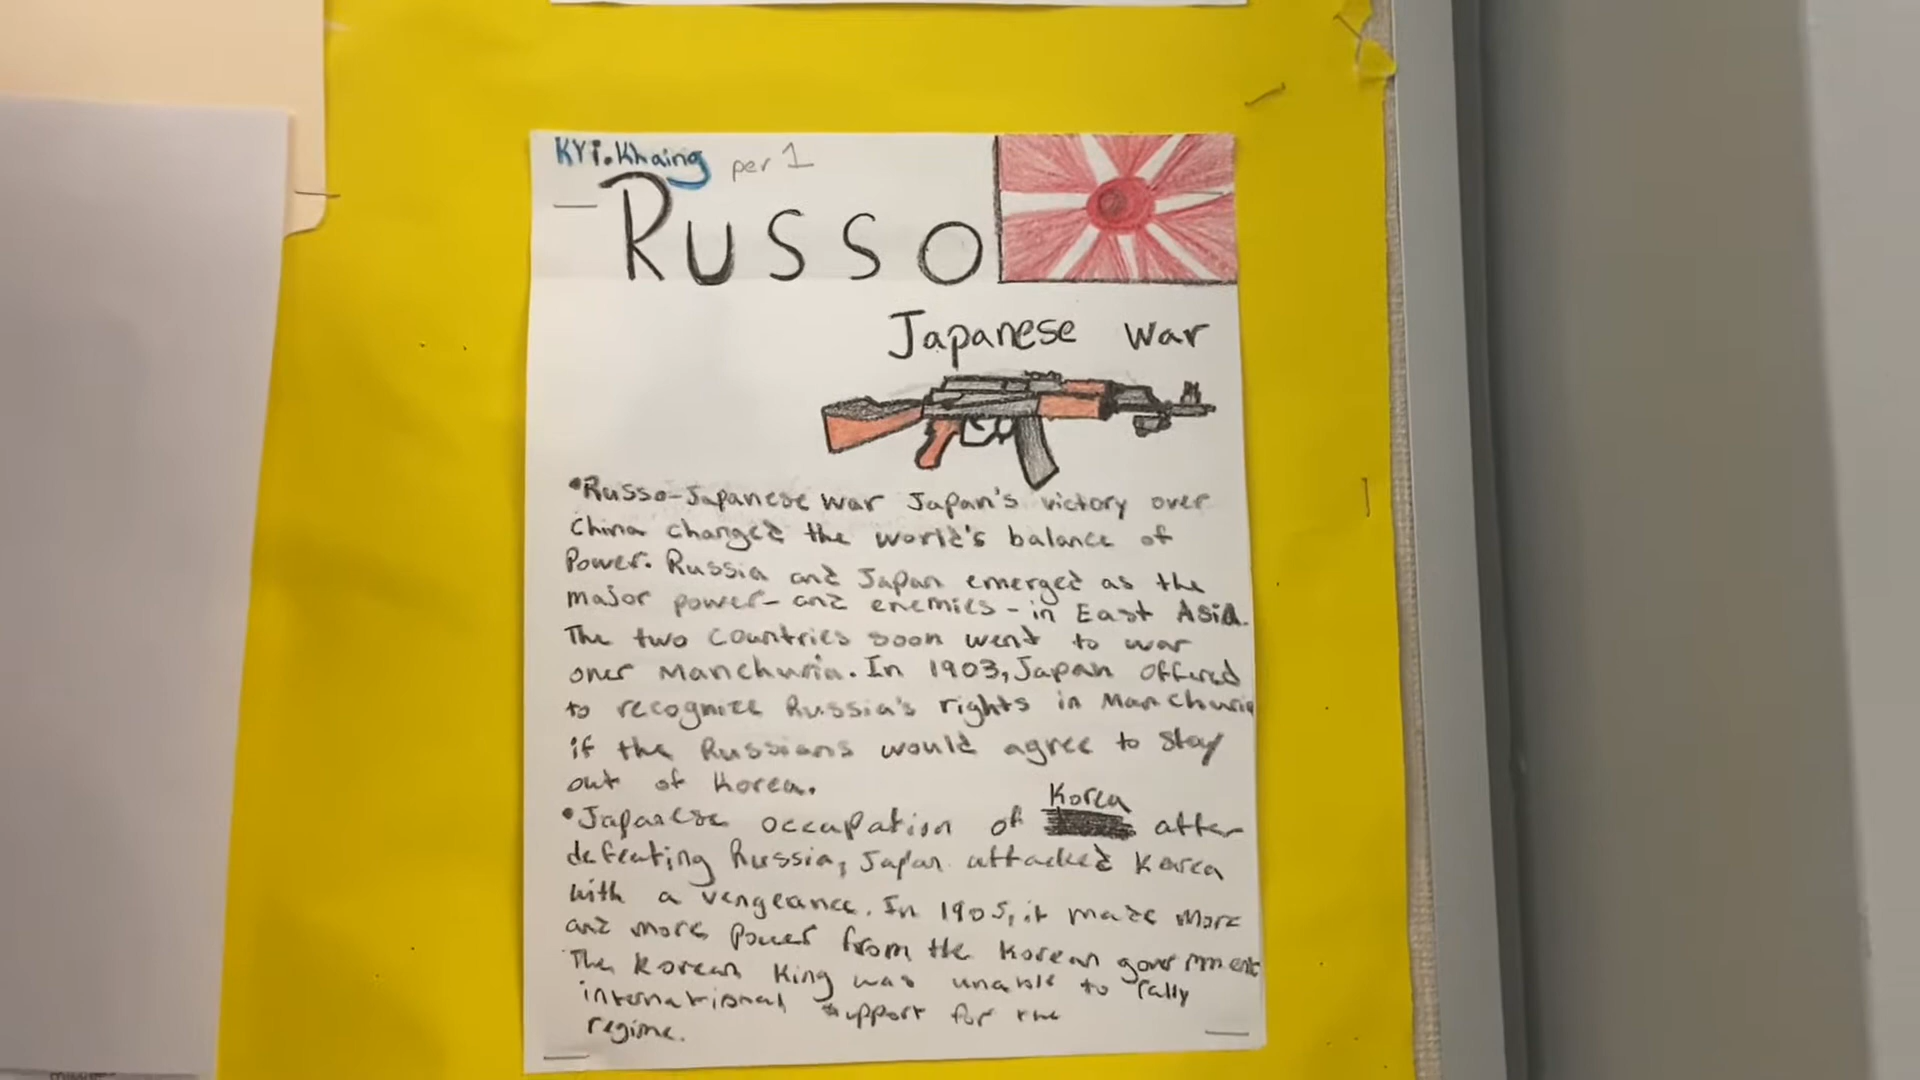 KYi.Khaing per 1
Russo
Japanese War
•Russo-Japanese war Japan's victory over
China changed the world's balance of
Power. Russia and Japan emerged as the
major power- and enemies - in East Asia.
The two countries soon went to war
over Manchuria. In 1903, Japan offered
to recognize Russia's rights in Manchuria
if the Russians would agree to stay
out of Korea.
Korea
•Japanese occupation of after
defeating Russia, Japan attacked Korea
with a vengeance. In 1905, it made more
and more Power from the Korean government
The Korean King was unable to rally
international support for the
regime.